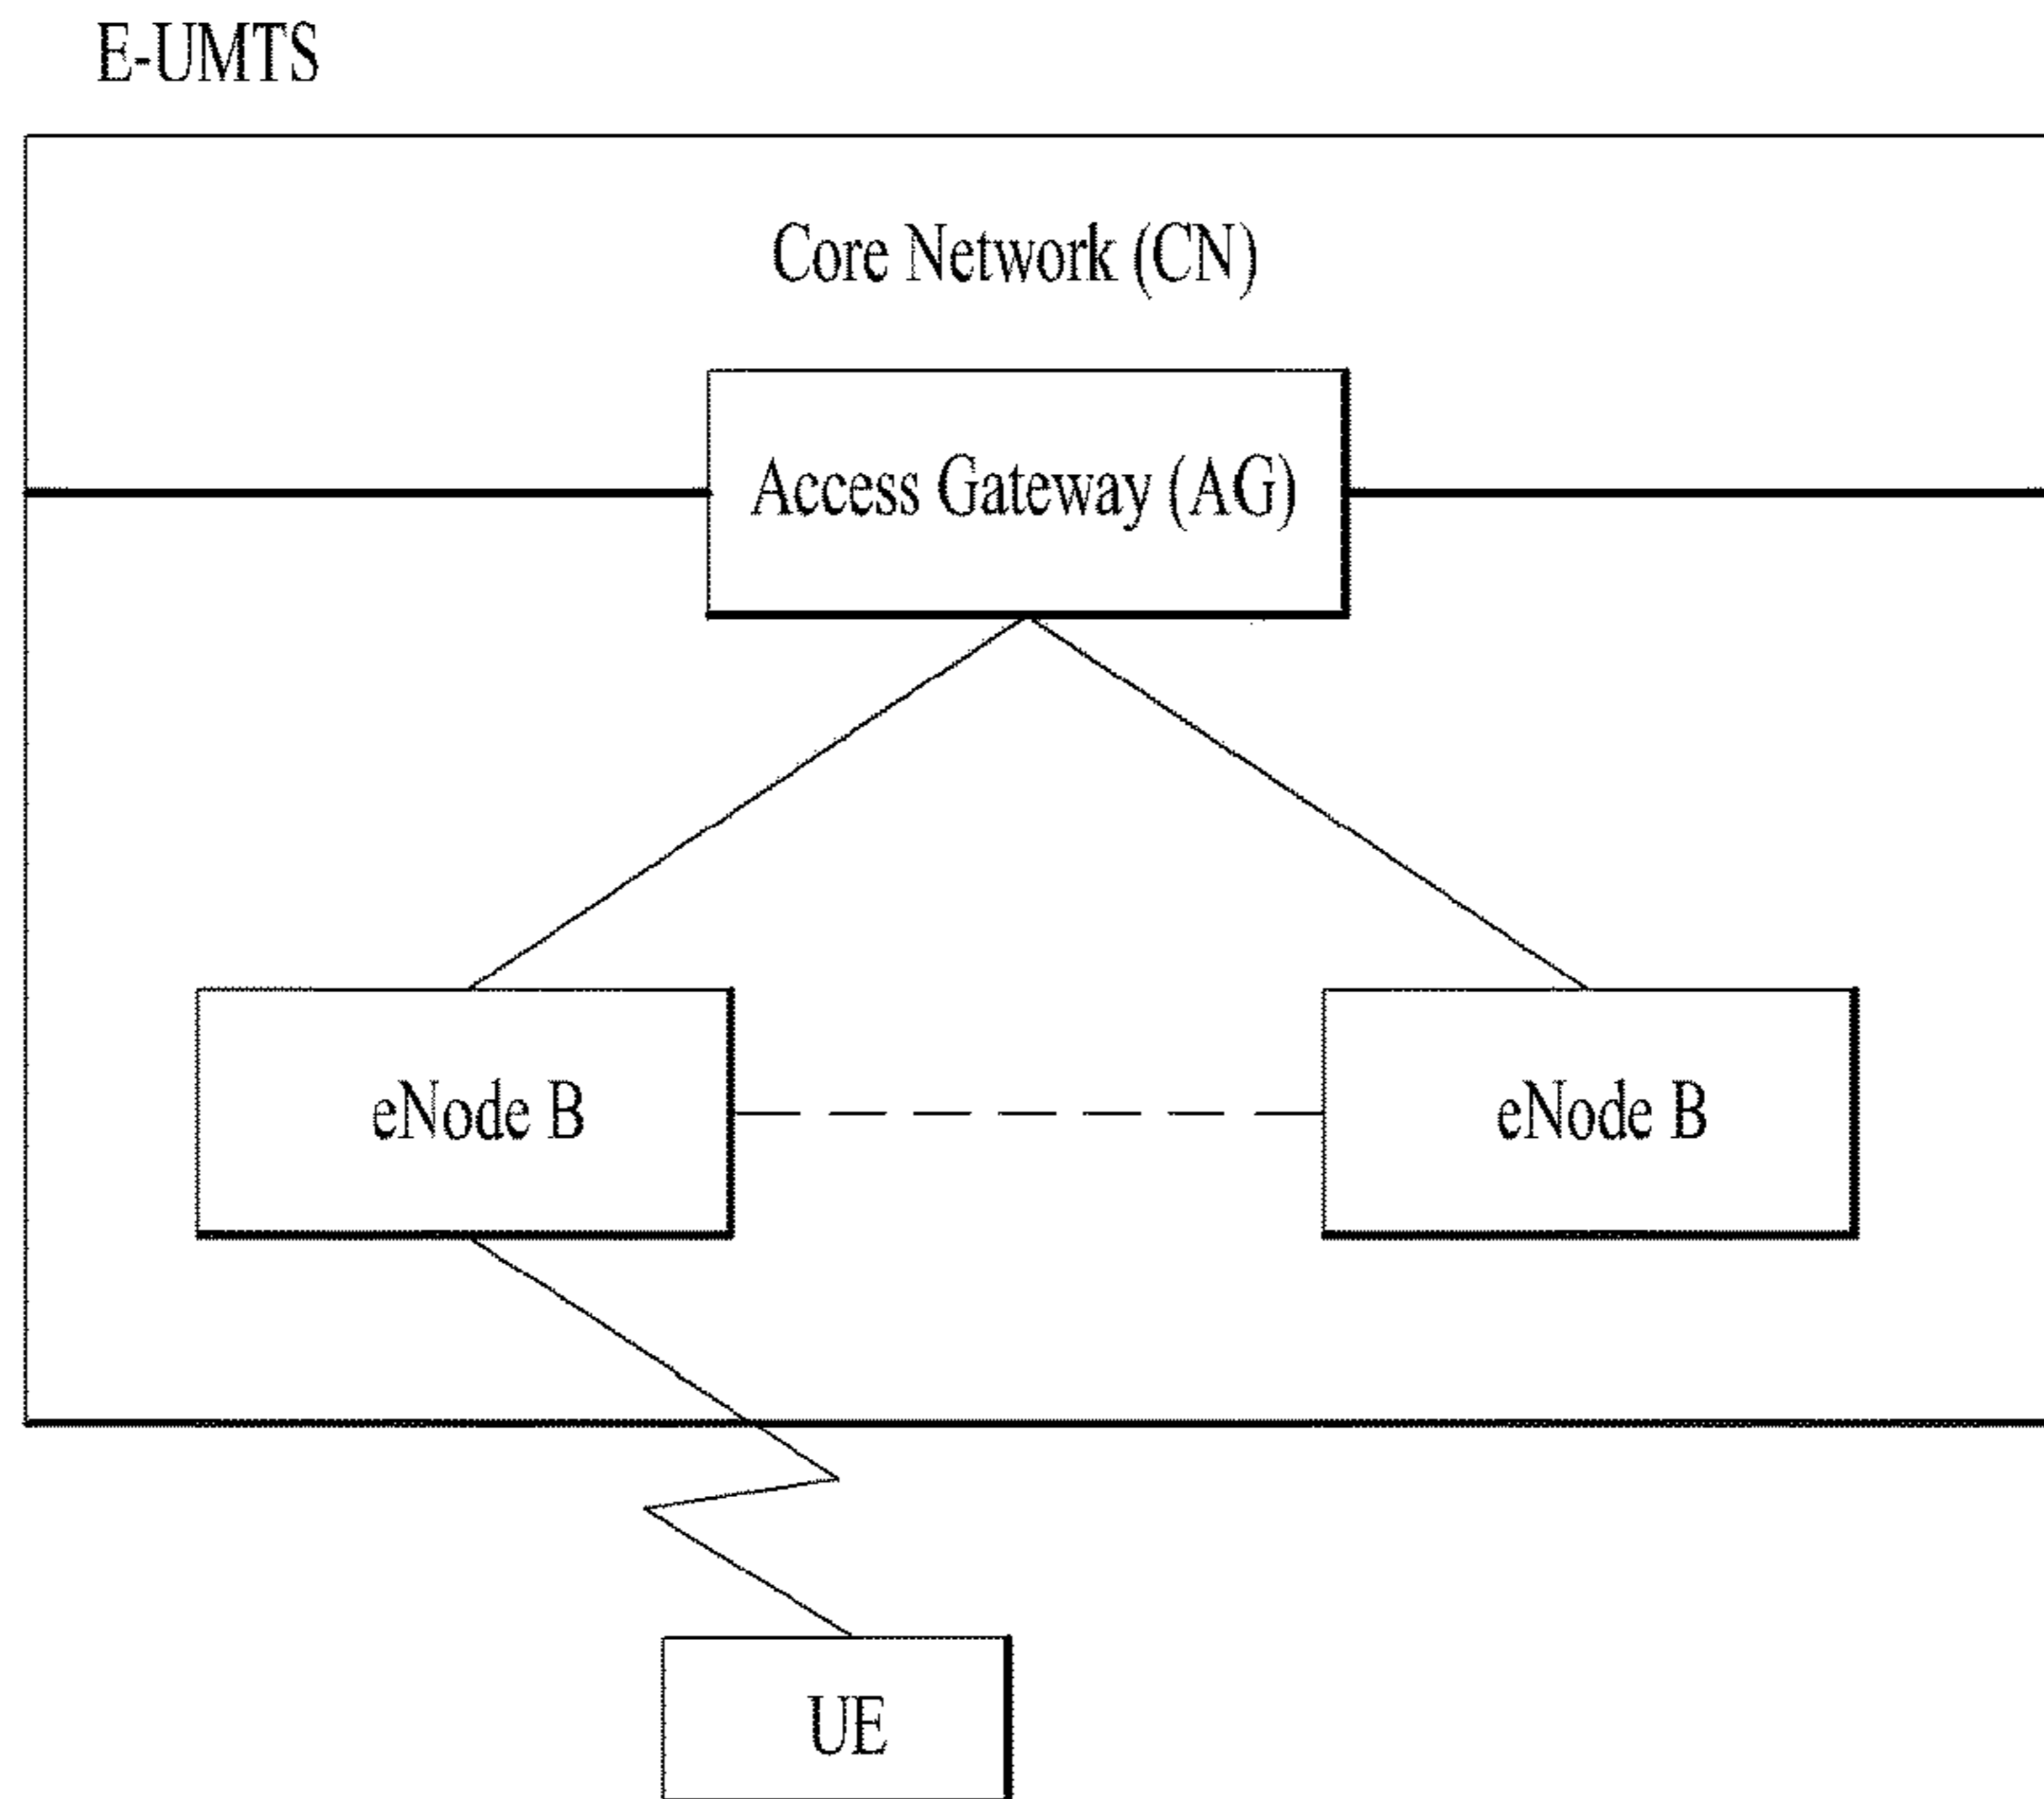 E-UMTS
Core Network (CN)
Access Gateway (AG)
eNode B
eNode B
UE